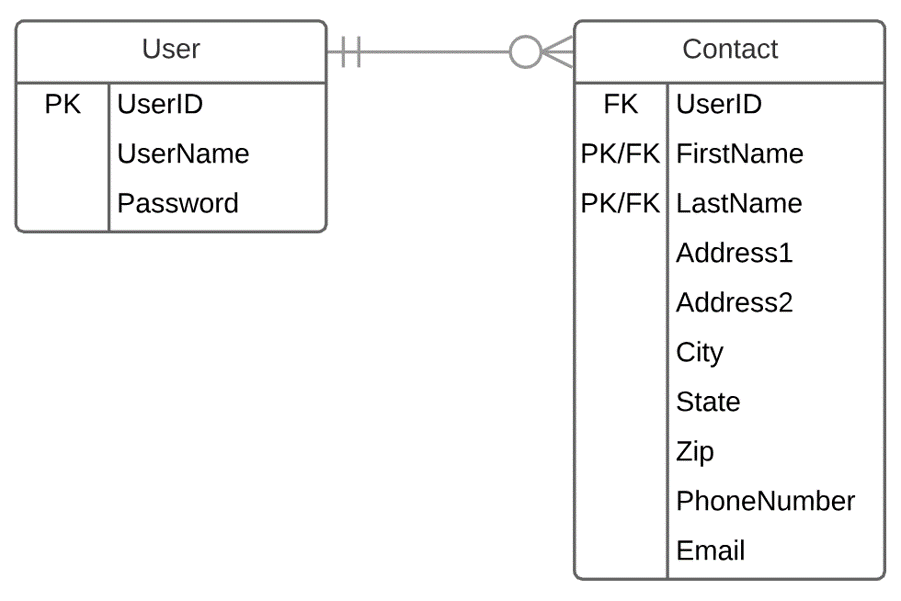 User
PK UserID
UserName
Password
Contact
FK UserID
PK/FK FirstName
PK/FK LastName
Address1
Address2
City
State
Zip
PhoneNumber
Email